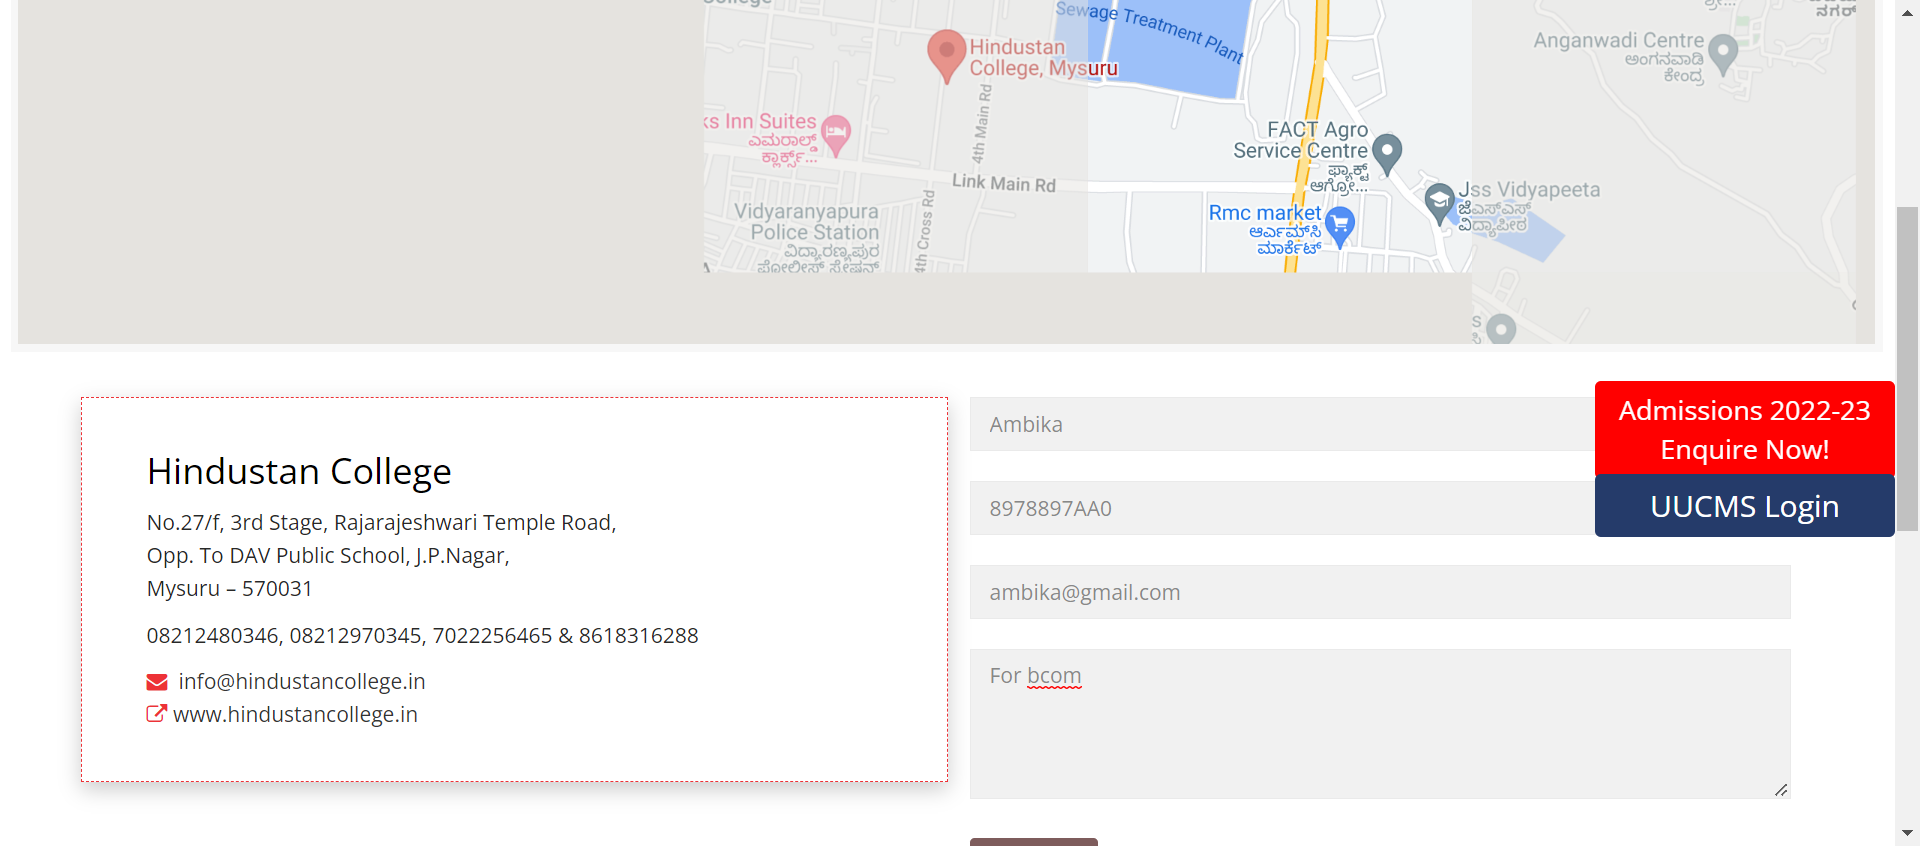 College
Sewage Treatment Plant
ನಗರ್
Hindustan
College, Mysuru
Anganwadi Centre
ಅಂಗನವಾಡಿ
ಕೇಂದ್ರ
ks Inn Suites
ಎಮರಾಲ್ಡ್
ಕ್ಲಾರ್ಕ್ಸ್...
4th Main Rd
FACT Agro
Service Centre
ಫ್ಯಾಕ್ಟ್
ಆಗ್ರೋ...
Link Main Rd
Jss Vidyapeeta
ಜೆಎಸ್ಎಸ್
ವಿದ್ಯಾಪೀಠ
Vidyaranyapura
Police Station
ವಿದ್ಯಾರಣ್ಯಪುರ
ಪೋಲೀಸ್ ಸ್ಟೇಷನ್
4th Cross Rd
Rmc market
ಆರ್ಎಮ್ಸಿ
ಮಾರ್ಕೆಟ್
Hindustan College
No.27/f, 3rd Stage, Rajarajeshwari Temple Road,
Opp. To DAV Public School, J.P.Nagar,
Mysuru – 570031
08212480346, 08212970345, 7022256465 & 8618316288
info@hindustancollege.in
www.hindustancollege.in
Ambika
8978897AA0
ambika@gmail.com
For bcom
Admissions 2022-23
Enquire Now!
UUCMS Login